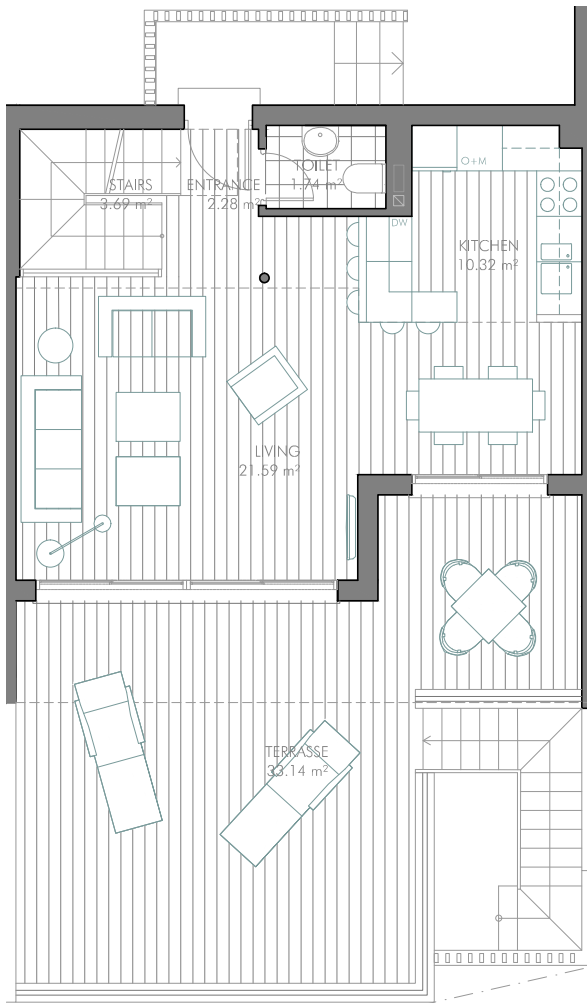 TOILET
1.74 m²
O+M
STAIRS
3.69 m²
ENTRANCE
2.28 m²
DW
KITCHEN
10.32 m²
LIVING
21.59 m²
TERRASSE
33.14 m²